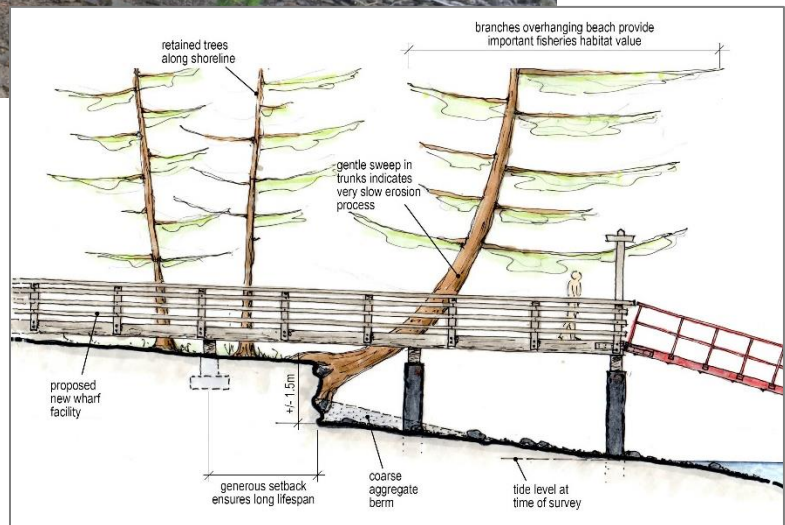 branches overhanging beach provide
important fisheries habitat value
retained trees
along shoreline
gentle sweep in
trunks indicates
very slow erosion
process
proposed
new wharf
facility
+/- 1.5m
generous setback
ensures long lifespan
coarse
aggregate
berm
tide level at
time of survey